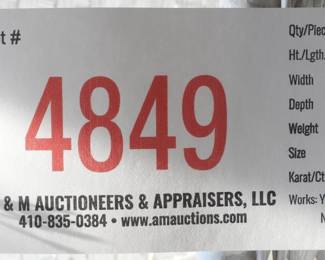 t #
4849
& M AUCTIONEERS & APPRAISERS, LLC
410-835-0384 • www.amauctions.com
Qty/Piec
Ht./Lgth.
Width
Depth
Weight
Size
Karat/Ct
Works: Y
N